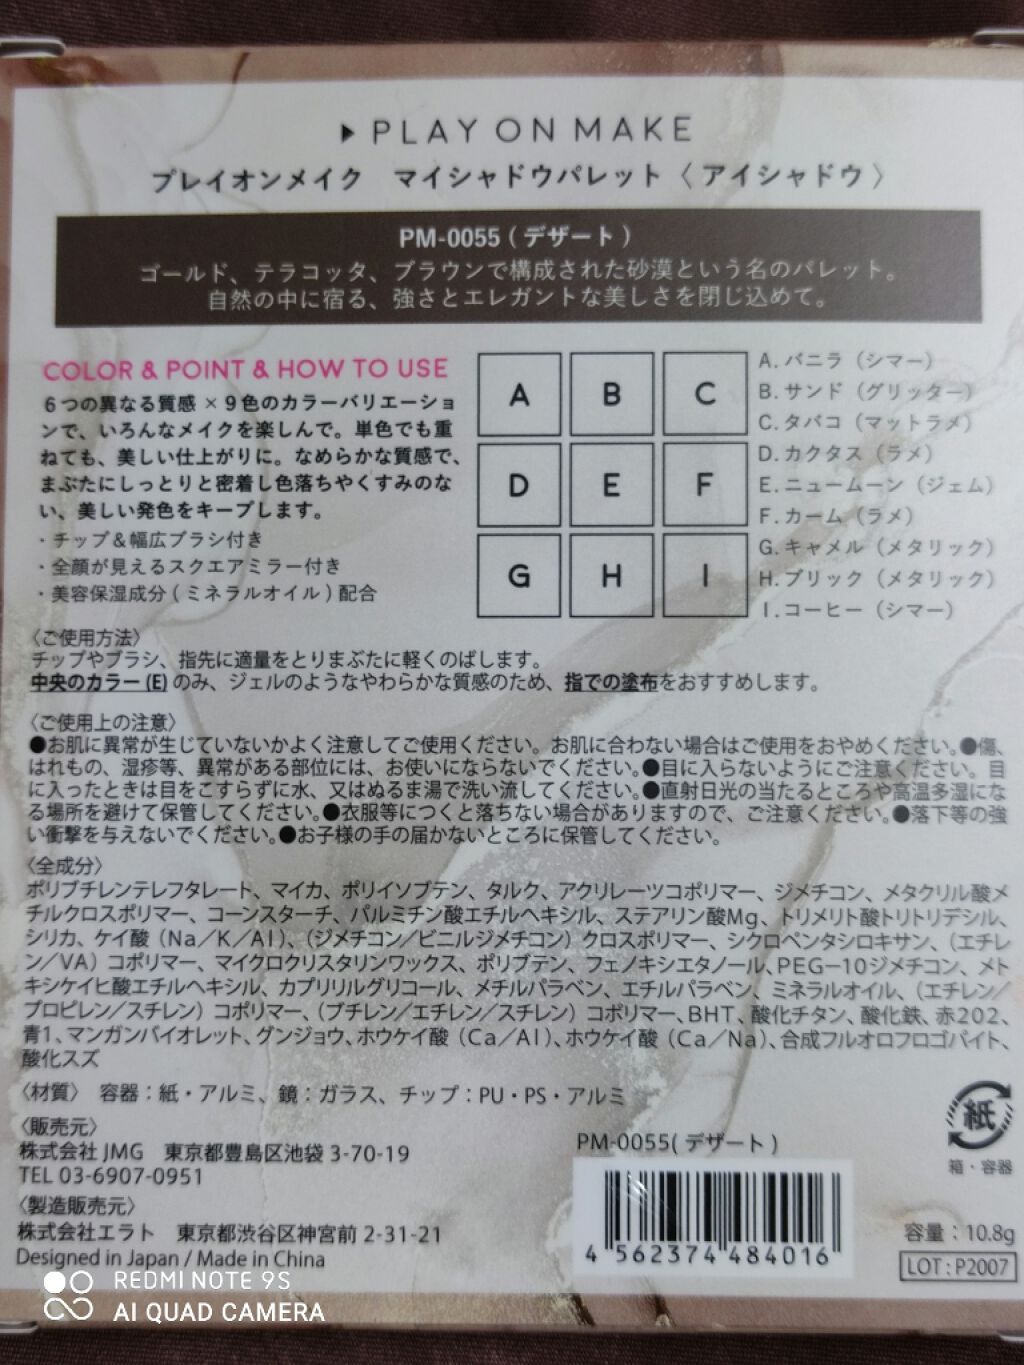 ▶ PLAY ON MAKE
プレイオンメイク マイシャドウパレット〈アイシャドウ〉
PM-0055（デザート）
ゴールド、テラコッタ、ブラウンで構成された砂漠という名のパレット。
自然の中に宿る、強さとエレガントな美しさを閉じ込めて。
COLOR & POINT & HOW TO USE
6つの異なる質感×9色のカラーバリエーショ
ンで、いろんなメイクを楽しんで。単色でも重
ねても、美しい仕上がりに。なめらかな質感で、
まぶたにしっとりと密着し色落ちやくすみのな
い、美しい発色をキープします。
・チップ＆幅広ブラシ付き
・全顔が見えるスクエアミラー付き
・美容保湿成分（ミネラルオイル）配合
A B C
D E F
G H I
A.バニラ（シマー）
B.サンド（グリッター）
C.タバコ（マットラメ）
D.カクタス（ラメ）
E.ニュームーン（ジェム）
F.カーム（ラメ）
G.キャメル（メタリック）
H.ブリック（メタリック）
I.コーヒー（シマー）
〈ご使用方法〉
チップやブラシ、指先に適量をとりまぶたに軽くのばします。
中央のカラー(E)のみ、ジェルのようなやわらかな質感のため、指での塗布をおすすめします。
〈ご使用上の注意〉
●お肌に異常が生じていないかよく注意してご使用ください。お肌に合わない場合はご使用をおやめください。●傷、
はれもの、湿疹等、異常がある部位には、お使いにならないでください。●目に入らないようにご注意ください。目
に入ったときは目をこすらずに水、又はぬるま湯で洗い流してください。●直射日光の当たるところや高温多湿にな
る場所を避けて保管してください。●衣服等につくと落ちない場合がありますので、ご注意ください。●落下等の強
い衝撃を与えないでください。●お子様の手の届かないところに保管してください。
〈全成分〉
ポリブチレンテレフタレート、マイカ、ポリイソブテン、タルク、アクリレーツコポリマー、ジメチコン、メタクリル酸メ
チルクロスポリマー、コーンスターチ、パルミチン酸エチルヘキシル、ステアリン酸Mg、トリメリト酸トリトリデシル、
シリカ、ケイ酸（Na／K／Al）、（ジメチコン／ビニルジメチコン）クロスポリマー、シクロペンタシロキサン、（エチレ
ン／VA）コポリマー、マイクロクリスタリンワックス、ポリブテン、フェノキシエタノール、PEG－10ジメチコン、メト
キシケイヒ酸エチルヘキシル、カプリリルグリコール、メチルパラベン、エチルパラベン、ミネラルオイル、（エチレン／
プロピレン／スチレン）コポリマー、（ブチレン／エチレン／スチレン）コポリマー、BHT、酸化チタン、酸化鉄、赤202、
青1、マンガンバイオレット、グンジョウ、ホウケイ酸（Ca／Al）、ホウケイ酸（Ca／Na）、合成フルオロフロゴパイト、
酸化スズ
〈材質〉 容器：紙・アルミ、鏡：ガラス、チップ：PU・PS・アルミ
〈販売元〉
株式会社 JMG 東京都豊島区池袋 3-70-19
TEL 03-6907-0951
〈製造販売元〉
株式会社エラト 東京都渋谷区神宮前 2-31-21
Designed in Japan / Made in China
PM-0055(デザート)
4 562374 484016
紙
箱・容器
容量：10.8g
LOT：P2007
REDMI NOTE 9S
AI QUAD CAMERA